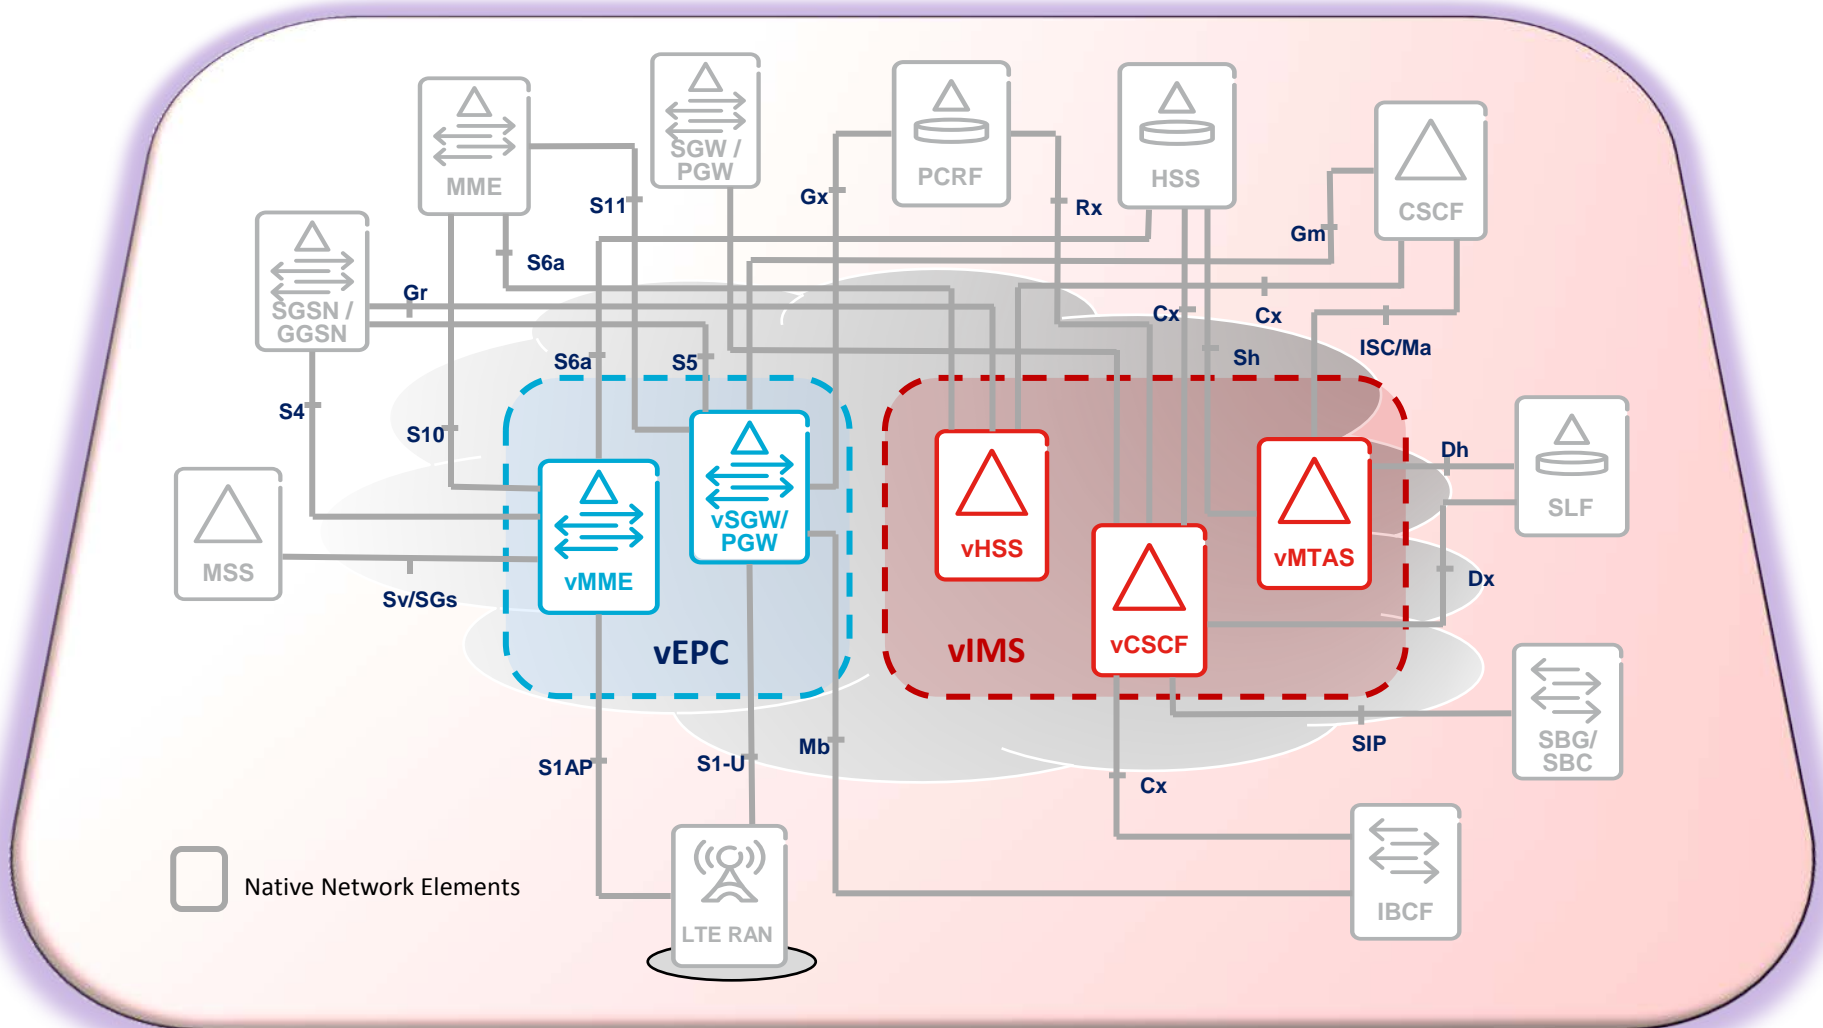 SGW /
PGW
MME
PCRF
HSS
CSCF
S11
Gx
Rx
Gm
S6a
SGSN /
GGSN
Gr
Cx
Cx
ISC/Ma
S6a
S5
Sh
S4
S10
Dh
SLF
MSS
Sv/SGs
vMME
vSGW/
PGW
vHSS
vMTAS
vCSCF
Dx
vEPC
vIMS
S1AP
S1-U
Mb
Cx
SIP
SBG/
SBC
Native Network Elements
LTE RAN
IBCF